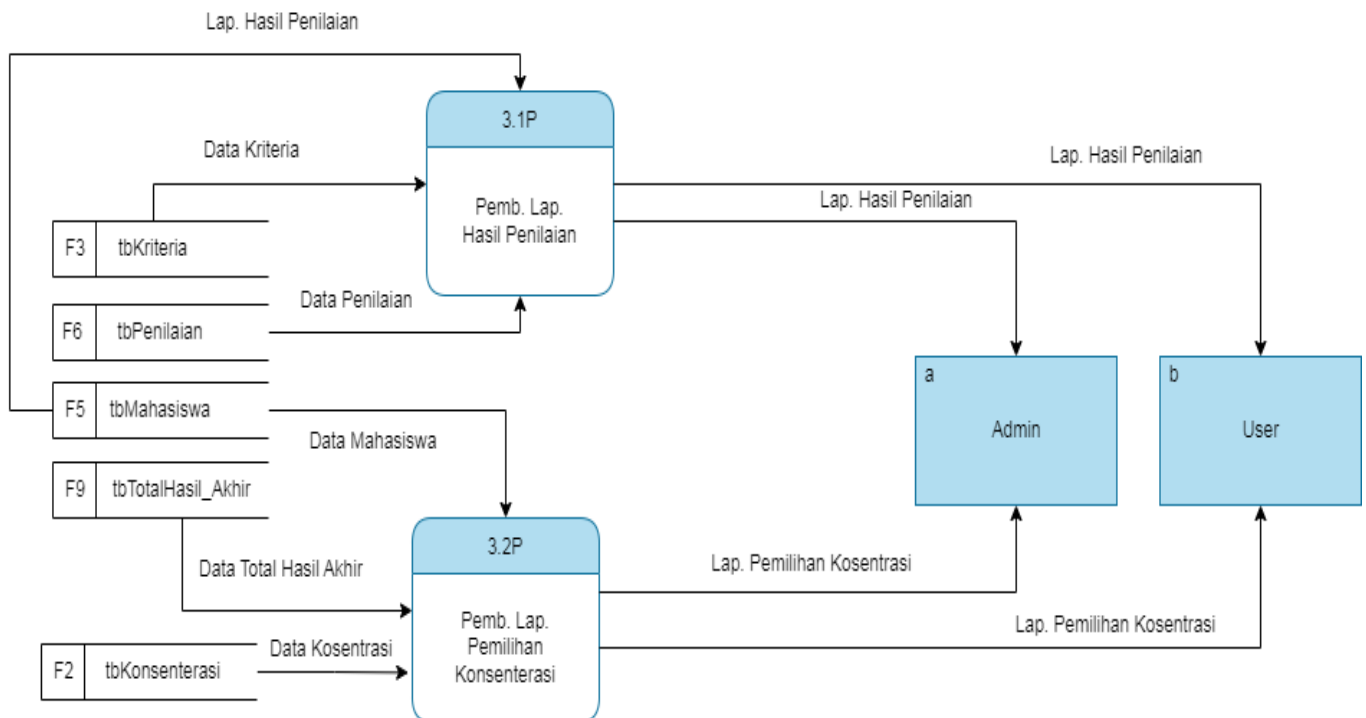 Lap. Hasil Penilaian
3.1P
Data Kriteria
Lap. Hasil Penilaian
Lap. Hasil Penilaian
Pemb. Lap.
Hasil Penilaian
F3 tbKriteria
Data Penilaian
F6 tbPenilaian
a
b
F5 tbMahasiswa
Admin
User
Data Mahasiswa
F9 tbTotalHasil_Akhir
3.2P
Data Total Hasil Akhir
Lap. Pemilihan Kosentrasi
Pemb. Lap.
Pemilihan
Konsenterasi
Lap. Pemilihan Kosentrasi
Data Kosentrasi
F2 tbKonsenterasi